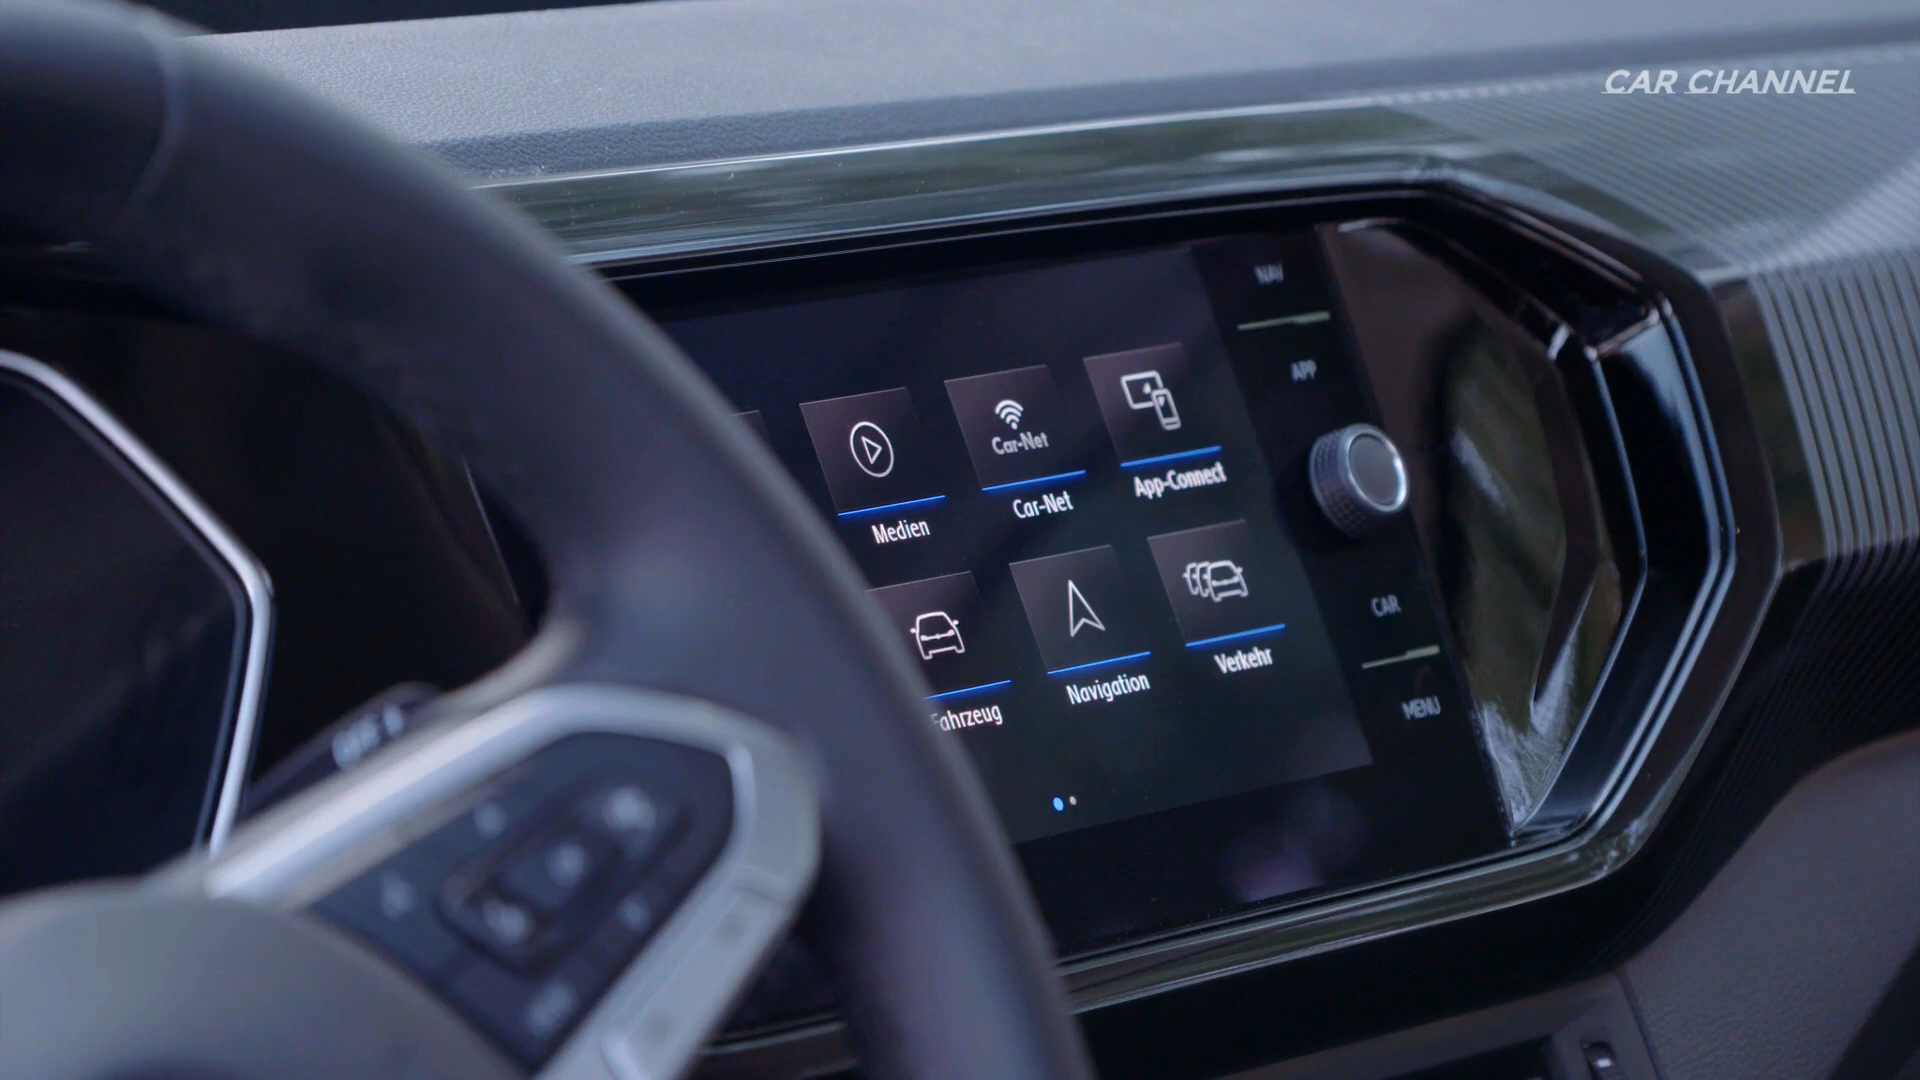 CAR CHANNEL
NAV
APP
Car-Net
Medien
Car-Net
App-Connect
CAR
Fahrzeug
Navigation
Verkehr
MENU